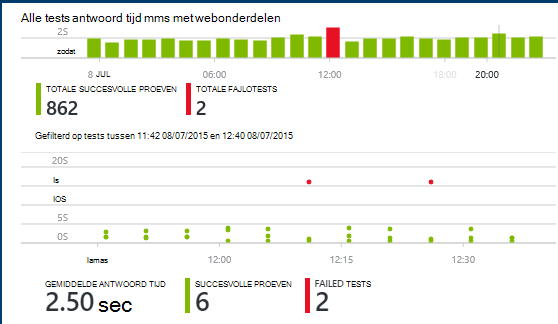 Alle tests antwoord tijd mms met webonderdelen
2S
zodat
8 JUL 06:00 12:00 18:00 20:00
TOTALE SUCCESVOLLE PROEVEN TOTALE FAJLOTESTS
862 2
Gefilterd op tests tussen 11:42 08/07/2015 en 12:40 08/07/2015
20S
Is
IOS
5S
0S
lamas 12:00 12:15 12:30
GEMIDDELDE ANTWOORD TIJD SUCCESVOLLE PROEVEN FAILED TESTS
2.50 sec 6 2